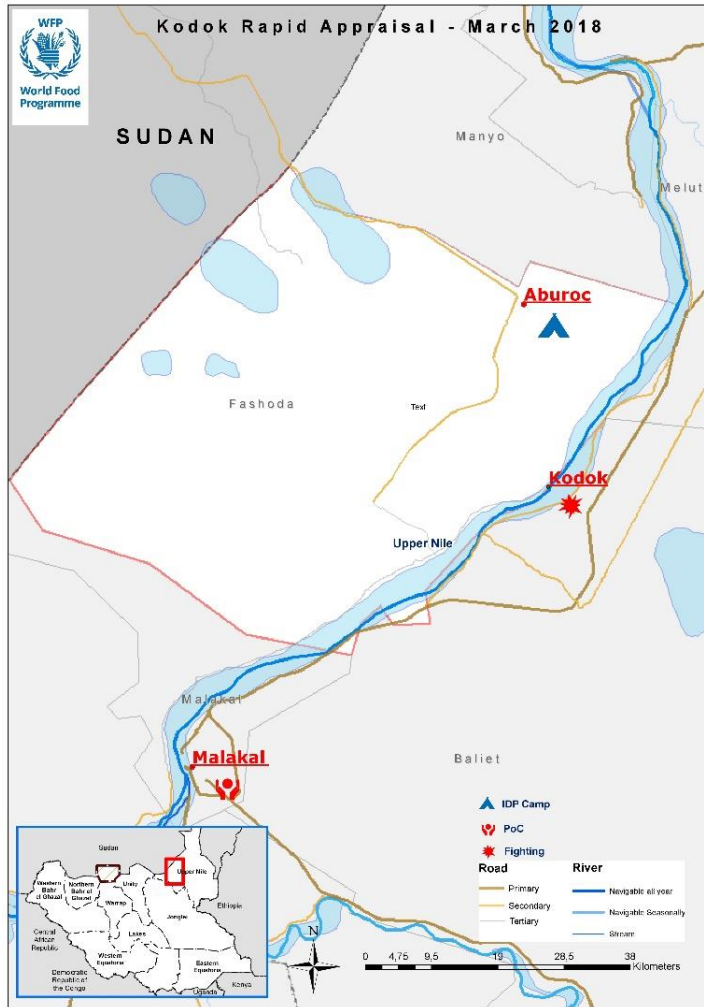 WFP
World Food
Programme
Kodok Rapid Appraisal - March 2018
SUDAN
Manyo
Melut
Aburoc
Fashoda
Text
Kodok
Upper Nile
Malakal
Malakal
Baliet
IDP Camp
PoC
Fighting
Road
Primary
Secondary
Tertiary
River
Navigable all year
Navigable Seasonally
Stream
N
0 4,75 9,5 19 28,5 38
Kilometers
Sudan
Western
Bahr
el Ghazal
Northern
Bahr el
Ghazal
Unity
Upper Nile
Warrap
Ethiopia
Jonglei
Lakes
Central
African
Republic
Western
Equatoria
Eastern
Equatoria
Democratic
Republic of
the Congo
Uganda
Kenya